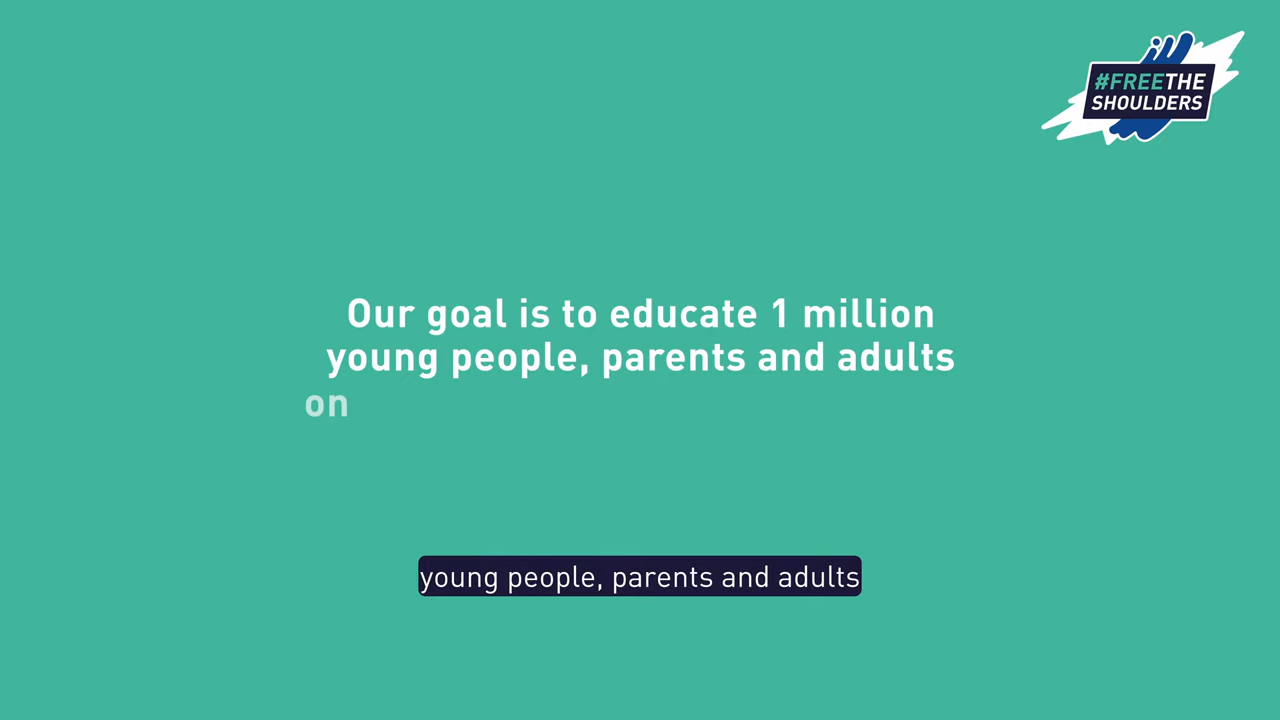 #FREETHE
SHOULDERS
Our goal is to educate 1 million
young people, parents and adults
on
young people, parents and adults